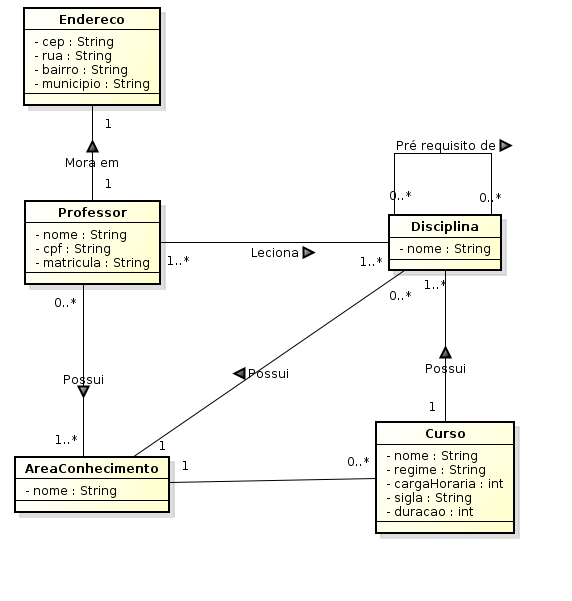 Endereco
- cep : String
- rua : String
- bairro : String
- municipio : String
1
Mora em
1
Professor
- nome : String
- cpf : String
- matricula : String
1..*
Leciona
1..*
Pré requisito de
0..*
0..*
Disciplina
- nome : String
0..*
1..*
0..*
Possui
Possui
Possui
1..*
1
1
1
0..*
AreaConhecimento
- nome : String
Curso
- nome : String
- regime : String
- cargaHoraria : int
- sigla : String
- duracao : int